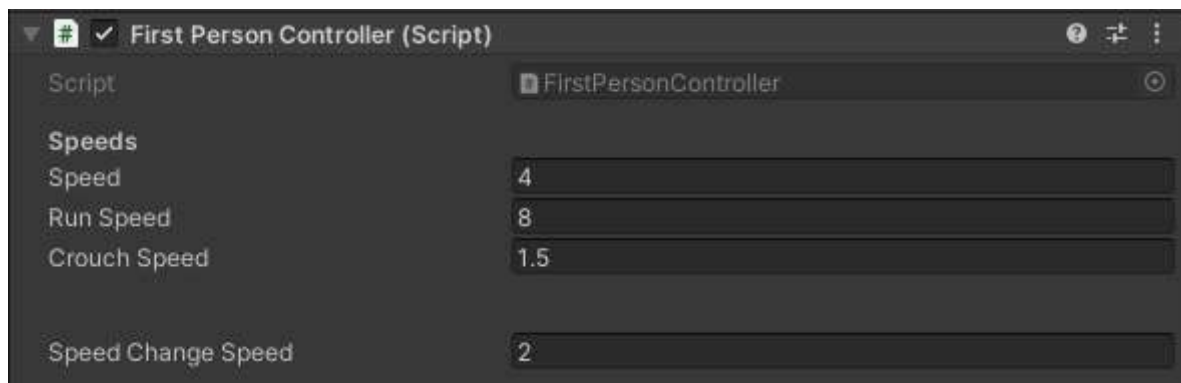 First Person Controller (Script)
Script FirstPersonController
Speeds
Speed 4
Run Speed 8
Crouch Speed 1.5
Speed Change Speed 2